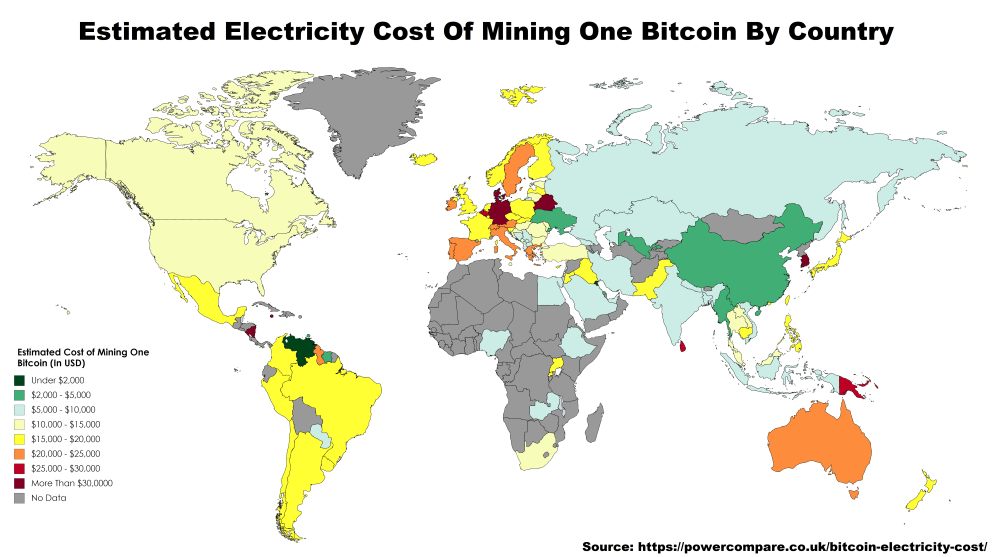 Estimated Electricity Cost Of Mining One Bitcoin By Country
Estimated Cost of Mining One
Bitcoin (In USD)
Under $2,000
$2,000 - $5,000
$5,000 - $10,000
$10,000 - $15,000
$15,000 - $20,000
$20,000 - $25,000
$25,000 - $30,000
More Than $30,0000
No Data
Source: https://powercompare.co.uk/bitcoin-electricity-cost/